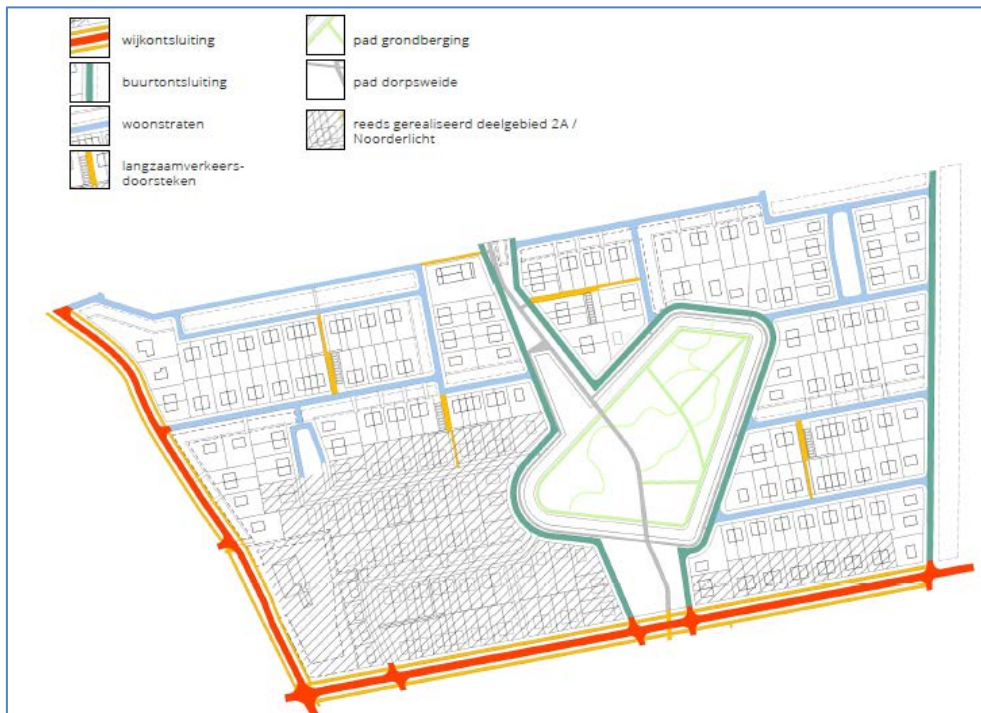 wijkontsluiting
buurtontsluiting
woonstraten
langzaamverkeers-
doorsteken
pad grondberging
pad dorpsweide
reeds gerealiseerd deelgebied 2A /
Noorderlicht